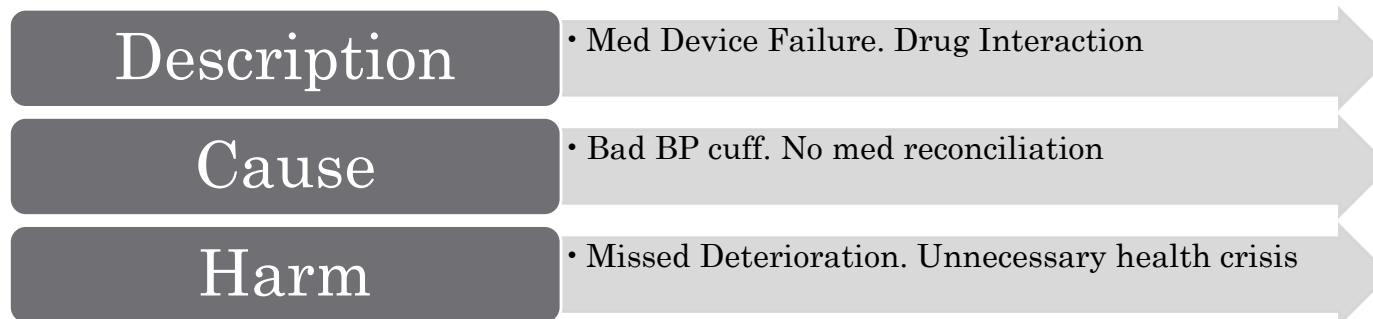 Description
• Med Device Failure. Drug Interaction
Cause
• Bad BP cuff. No med reconciliation
Harm
• Missed Deterioration. Unnecessary health crisis